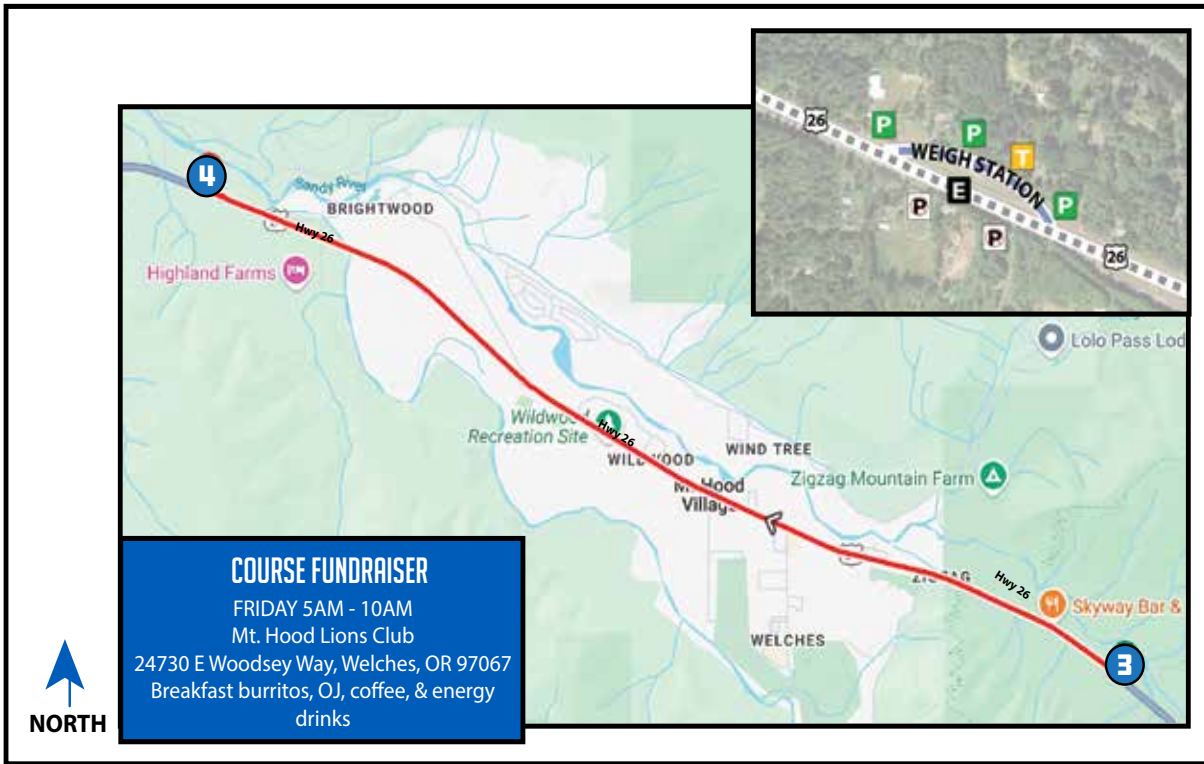 26
P
P
WEIGH STATION
T
E
P
P
P
26
4
Sandy River
BRIGHTWOOD
Hwy 26
Highland Farms
Lolo Pass Lod
Wildwood
Recreation Site
Hwy 26
WILDWOOD
WIND TREE
Mt Hood
Village
Zigzag Mountain Farm
ZIGZAG
Hwy 26
Skyway Bar &
WELCHES
3
COURSE FUNDRAISER
FRIDAY 5AM - 10AM
Mt. Hood Lions Club
24730 E Woodsey Way, Welches, OR 97067
Breakfast burritos, OJ, coffee, & energy
drinks
NORTH